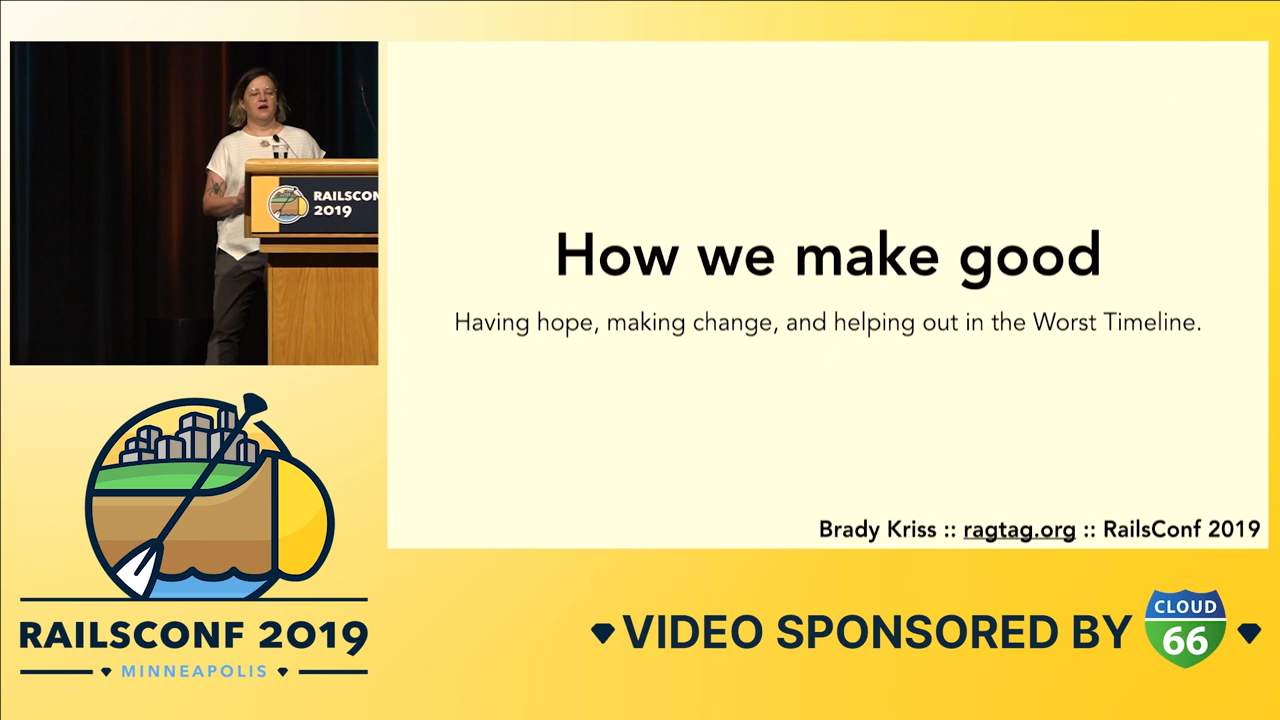 RAILSCON
2019
How we make good
Having hope, making change, and helping out in the Worst Timeline.
Brady Kriss :: ragtag.org :: RailsConf 2019
RAILSCONF 2019
MINNEAPOLIS
VIDEO SPONSORED BY
CLOUD
66